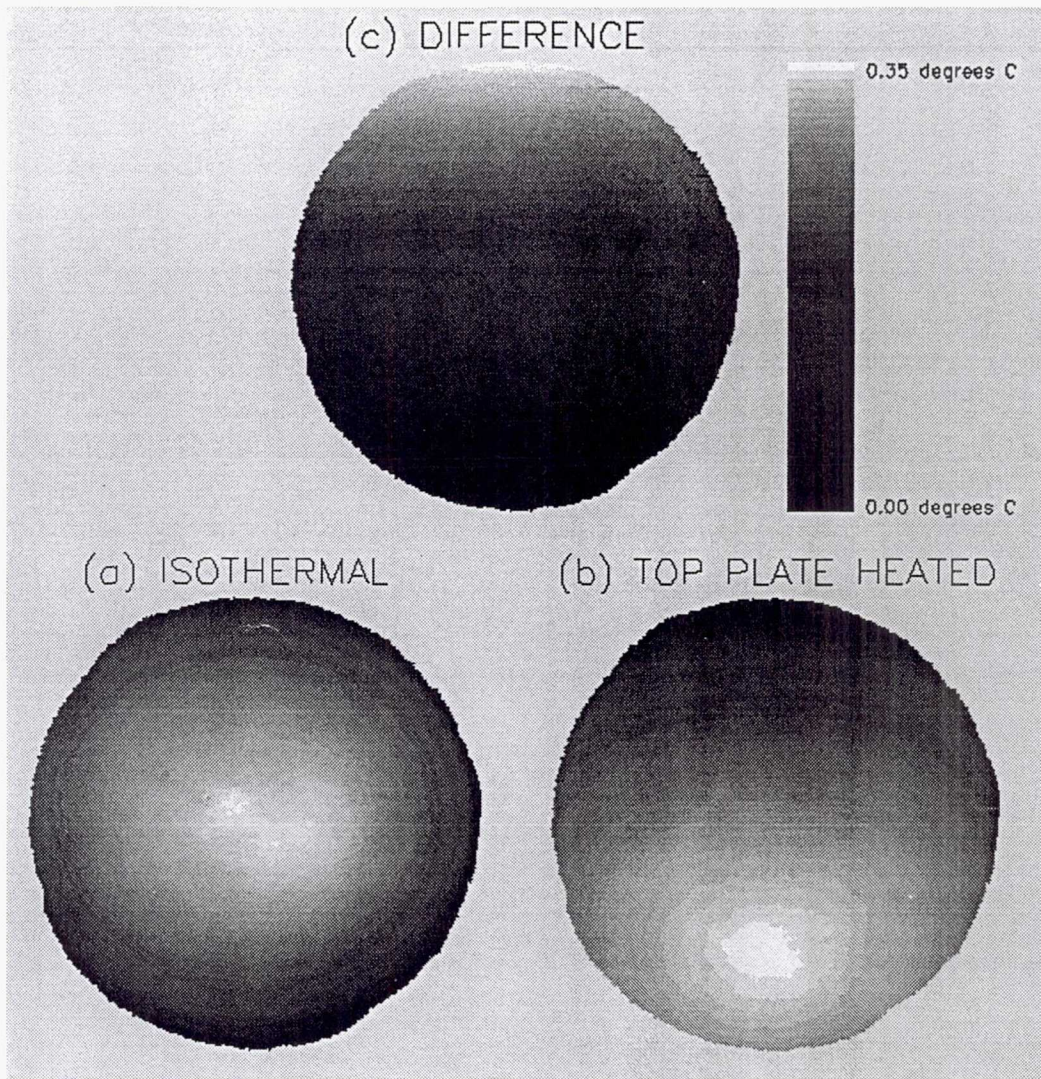 (c) DIFFERENCE
0.35 degrees C
0.00 degrees C
(a) ISOTHERMAL
(b) TOP PLATE HEATED